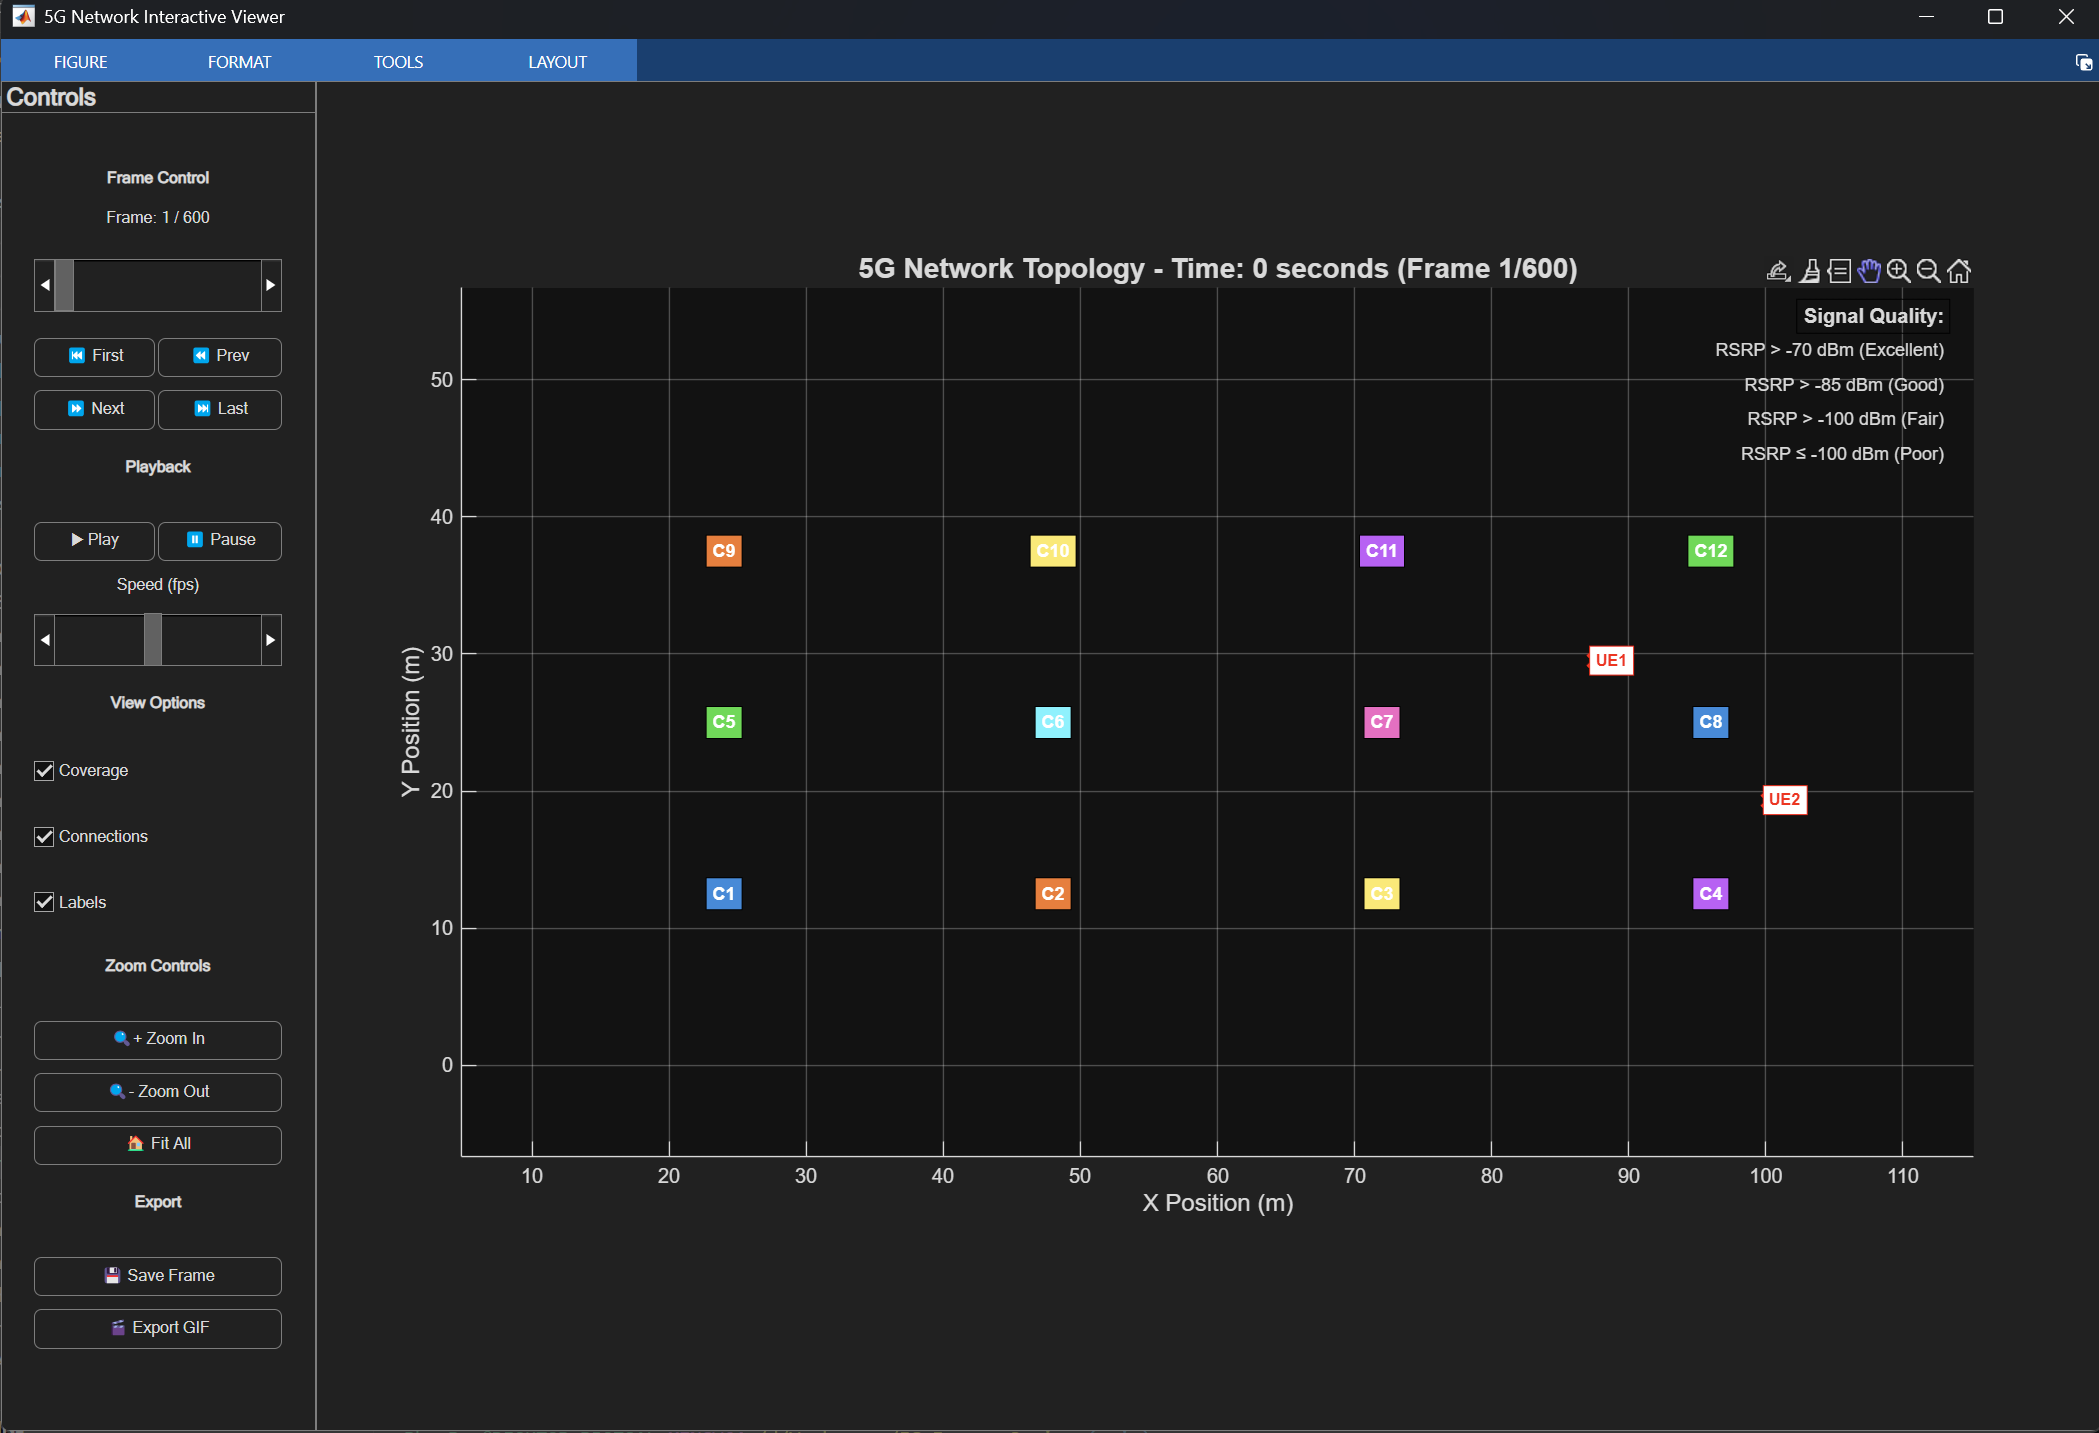 5G Network Interactive Viewer
FIGURE FORMAT TOOLS LAYOUT
Controls
Frame Control
Frame: 1 / 600
First Prev
Next Last
Playback
Play Pause
Speed (fps)
View Options
Coverage
Connections
Labels
Zoom Controls
+ Zoom In
- Zoom Out
Fit All
Export
Save Frame
Export GIF
5G Network Topology - Time: 0 seconds (Frame 1/600)
Signal Quality:
RSRP > -70 dBm (Excellent)
RSRP > -85 dBm (Good)
RSRP > -100 dBm (Fair)
RSRP ≤ -100 dBm (Poor)
50
40
30
20
10
0
Y Position (m)
C9 C10 C11 C12
UE1
C5 C6 C7 C8
UE2
C1 C2 C3 C4
10 20 30 40 50 60 70 80 90 100 110
X Position (m)